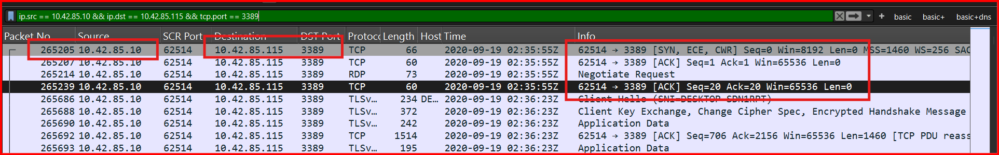 ip.src == 10.42.85.10 && ip.dst == 10.42.85.115 && tcp.port == 3389 + basic basic+ basic+dns
Packet No. Source SCR Port Destination DST Port Protoco Length Host Time Info
265205 10.42.85.10 62514 10.42.85.115 3389 TCP 66 2020-09-19 02:35:55Z 62514 → 3389 [SYN, ECE, CWR] Seq=0 Win=8192 Len=0 MSS=1460 WS=256 SAC
265207 10.42.85.10 62514 10.42.85.115 3389 TCP 60 2020-09-19 02:35:55Z 62514 → 3389 [ACK] Seq=1 Ack=1 Win=65536 Len=0
265214 10.42.85.10 62514 10.42.85.115 3389 RDP 73 2020-09-19 02:35:55Z Negotiate Request
265239 10.42.85.10 62514 10.42.85.115 3389 TCP 60 2020-09-19 02:35:55Z 62514 → 3389 [ACK] Seq=20 Ack=20 Win=65536 Len=0
265686 10.42.85.10 62514 10.42.85.115 3389 TLSv… 234 DE… 2020-09-19 02:36:23Z Client Hello (SNI=DESKTOP-SDN1RPT)
265688 10.42.85.10 62514 10.42.85.115 3389 TLSv… 372 2020-09-19 02:36:23Z Client Key Exchange, Change Cipher Spec, Encrypted Handshake Message
265690 10.42.85.10 62514 10.42.85.115 3389 TLSv… 242 2020-09-19 02:36:23Z Application Data
265692 10.42.85.10 62514 10.42.85.115 3389 TCP 1514 2020-09-19 02:36:23Z 62514 → 3389 [ACK] Seq=706 Ack=2156 Win=65536 Len=1460 [TCP PDU reass
265693 10.42.85.10 62514 10.42.85.115 3389 TLSv… 195 2020-09-19 02:36:23Z Application Data